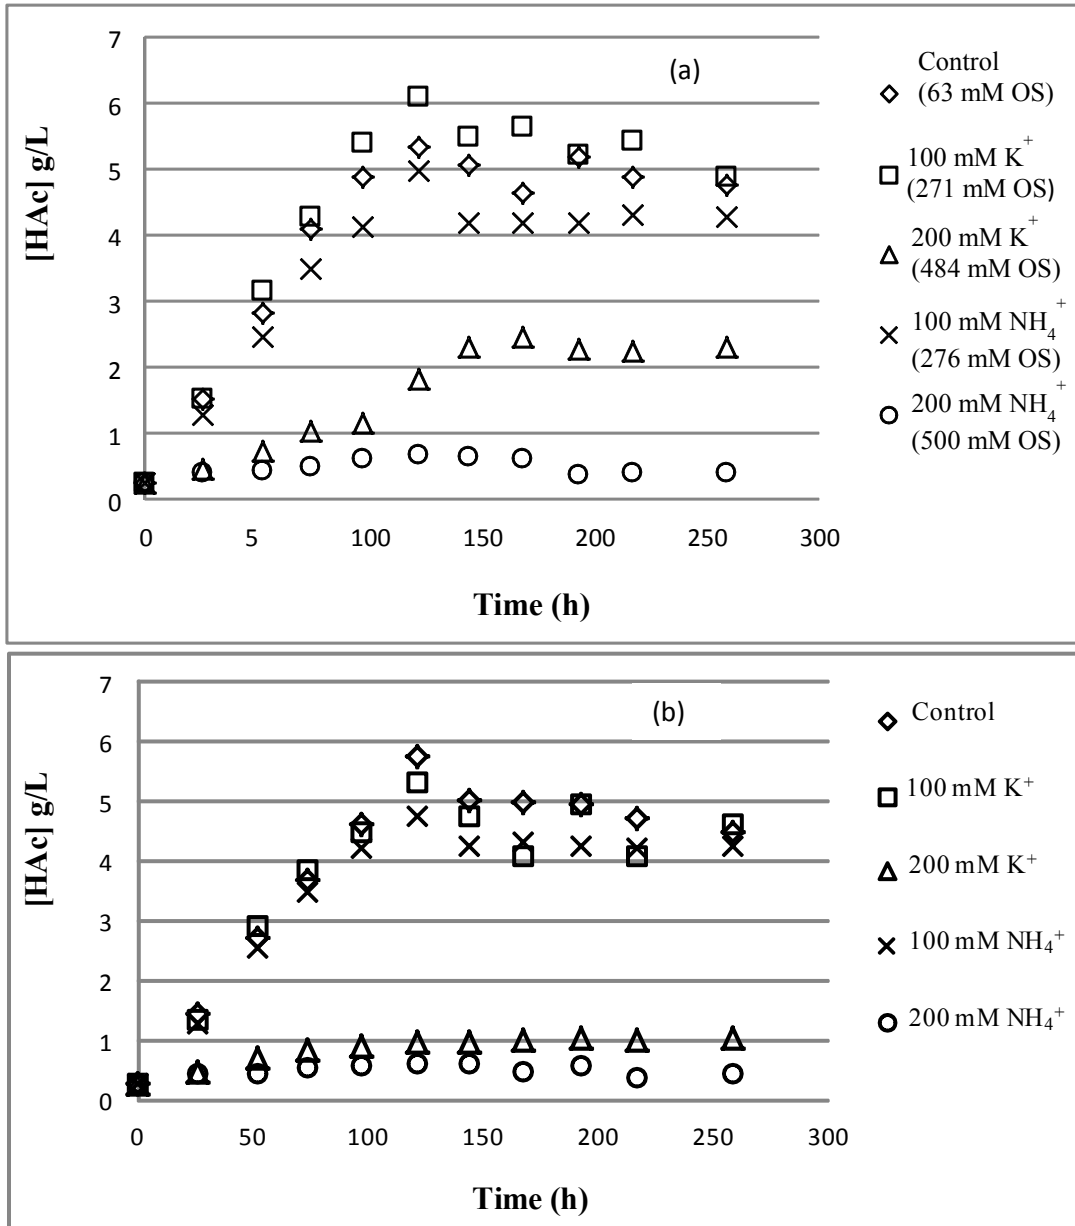 (a)
[HAc] g/L
7
6
5
4
3
2
1
0
0 5 100 150 200 250 300
Time (h)
Control
(63 mM OS)
100 mM K+
(271 mM OS)
200 mM K+
(484 mM OS)
100 mM NH4+
(276 mM OS)
200 mM NH4+
(500 mM OS)
(b)
[HAc] g/L
7
6
5
4
3
2
1
0
0 50 100 150 200 250 300
Time (h)
Control
100 mM K+
200 mM K+
100 mM NH4+
200 mM NH4+